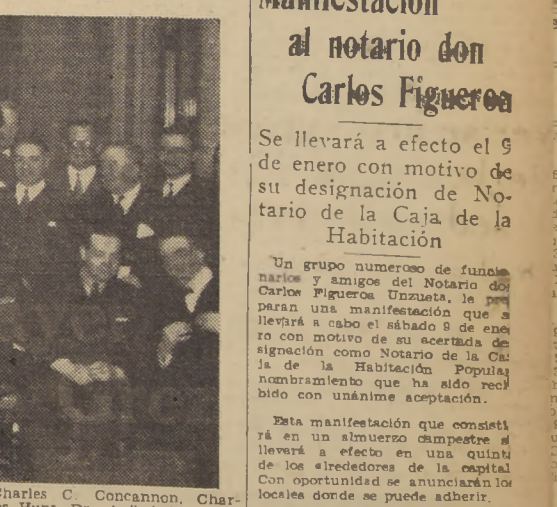 Manifestación
al notario don
Carlos Figueroa
Se llevará a efecto el 9
de enero con motivo de
su designación de No-
tario de la Caja de la
Habitación
Un grupo numeroso de funcio
narios y amigos del Notario do
Carlos Figueroa Unzueta, le pre
paran una manifestación que s
llevará a cabo el sábado 9 de ene
ro con motivo de su acertada de
signación como Notario de la Ca
ja de la Habitación Popular
nombramiento que ha sido reci
bido con unánime aceptación.
Esta manifestación que consisti
rá en un almuerzo campestre s
llevará a efecto en una quint
de los alrededores de la capital
Con oportunidad se anunciarán los
locales donde se puede adherir.
Charles C. Concannon, Char-